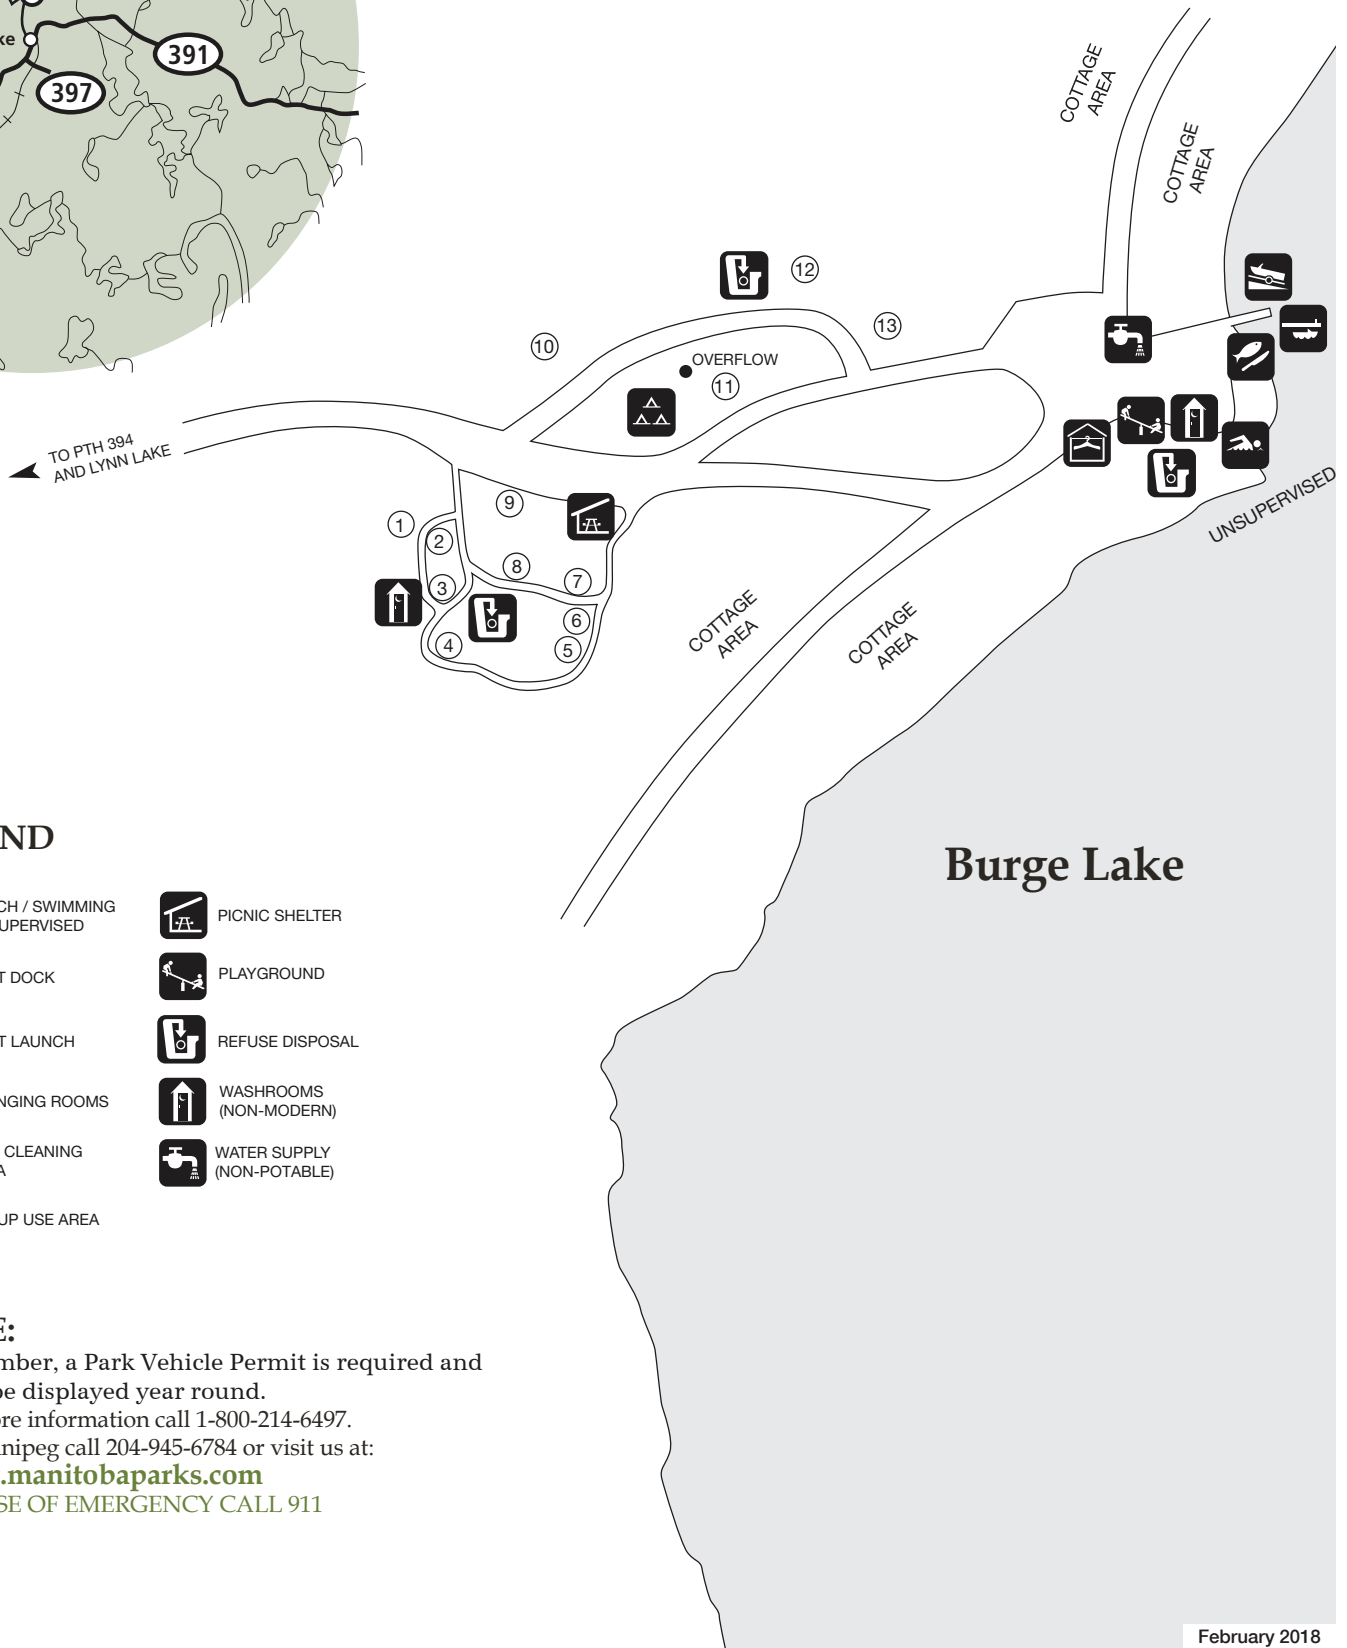 ke
391
397
COTTAGE
AREA
COTTAGE
AREA
12
13
10
OVERFLOW
11
TO PTH 394
AND LYNN LAKE
9
1
2
8
7
3
6
4
5
UNSUPERVISED
COTTAGE
AREA
COTTAGE
AREA
Burge Lake
ND
CH / SWIMMING
UPERVISED
T DOCK
T LAUNCH
NGING ROOMS
CLEANING
A
UP USE AREA
PICNIC SHELTER
PLAYGROUND
REFUSE DISPOSAL
WASHROOMS
(NON-MODERN)
WATER SUPPLY
(NON-POTABLE)
E:
mber, a Park Vehicle Permit is required and
be displayed year round.
ore information call 1-800-214-6497.
nnipeg call 204-945-6784 or visit us at:
.manitobaparks.com
SE OF EMERGENCY CALL 911
February 2018